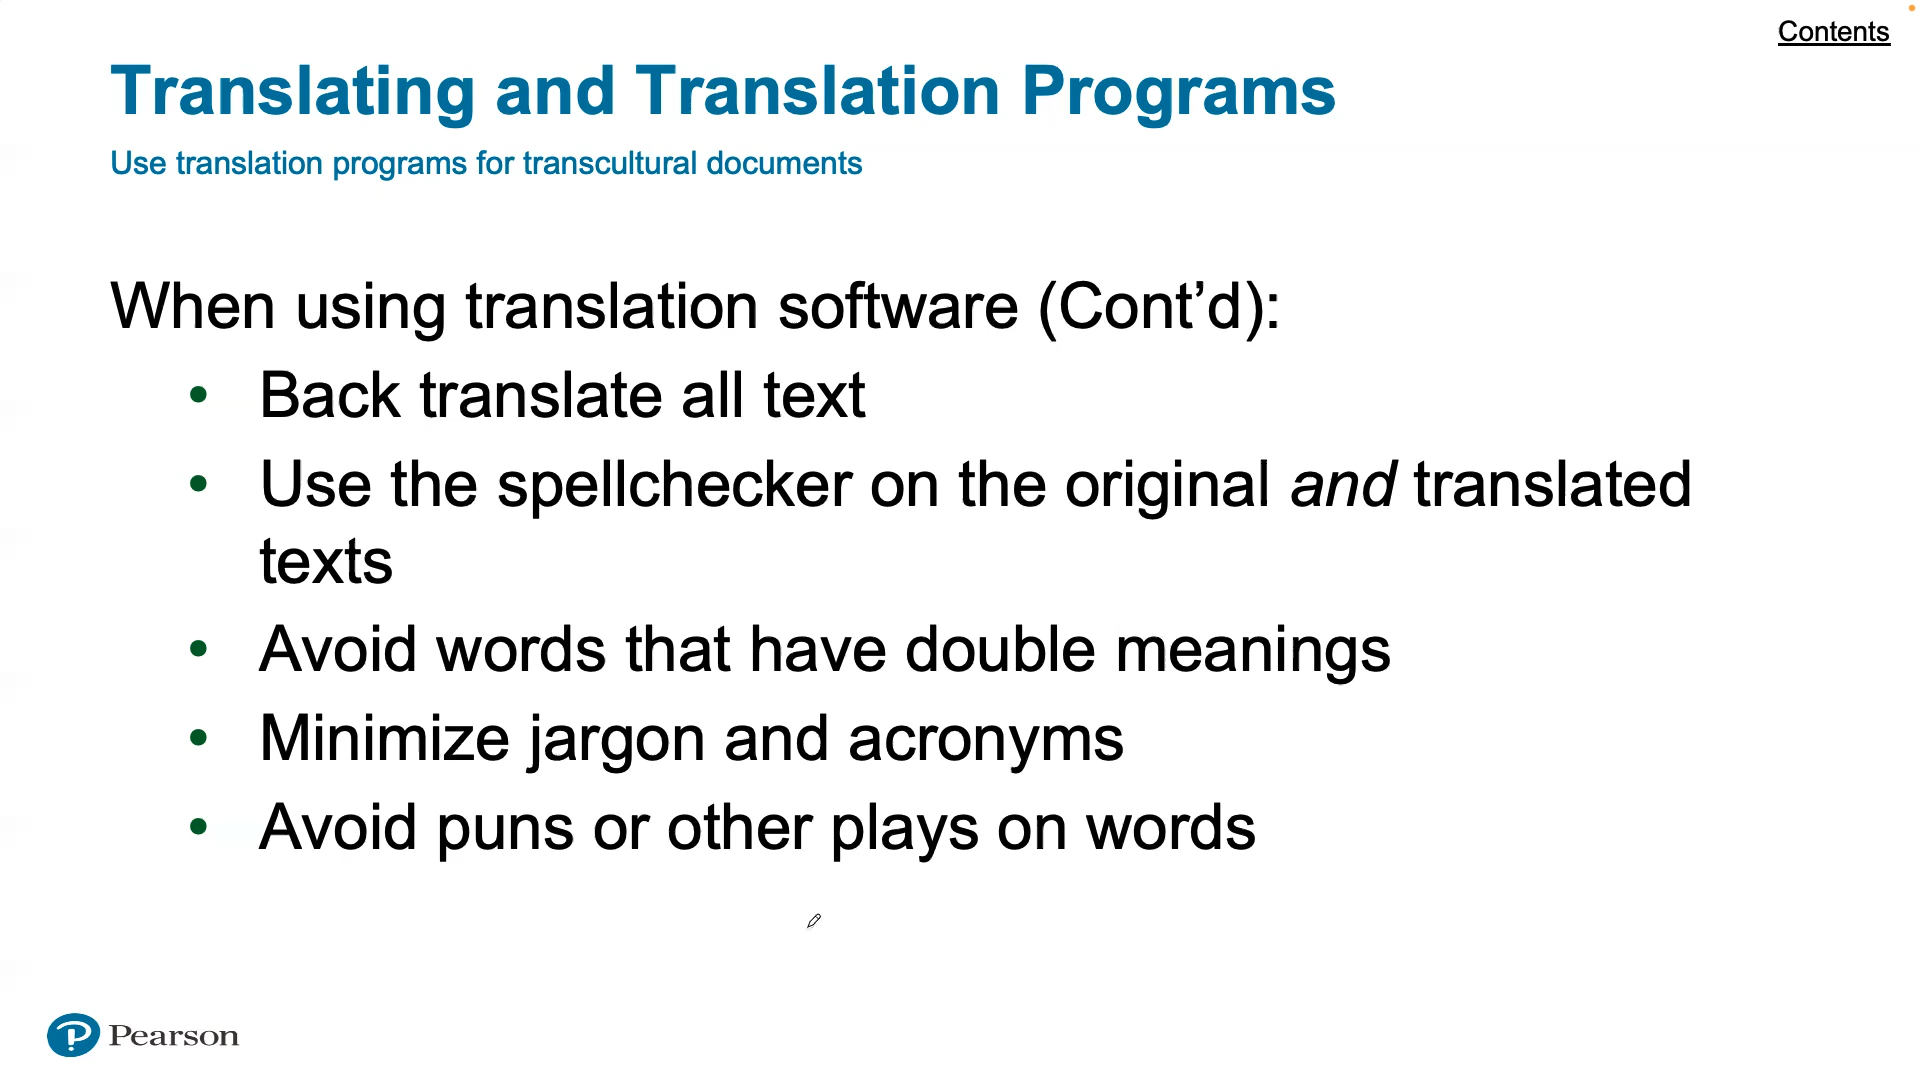 Contents
Translating and Translation Programs
Use translation programs for transcultural documents
When using translation software (Cont’d):
• Back translate all text
• Use the spellchecker on the original and translated
texts
• Avoid words that have double meanings
• Minimize jargon and acronyms
• Avoid puns or other plays on words
Pearson